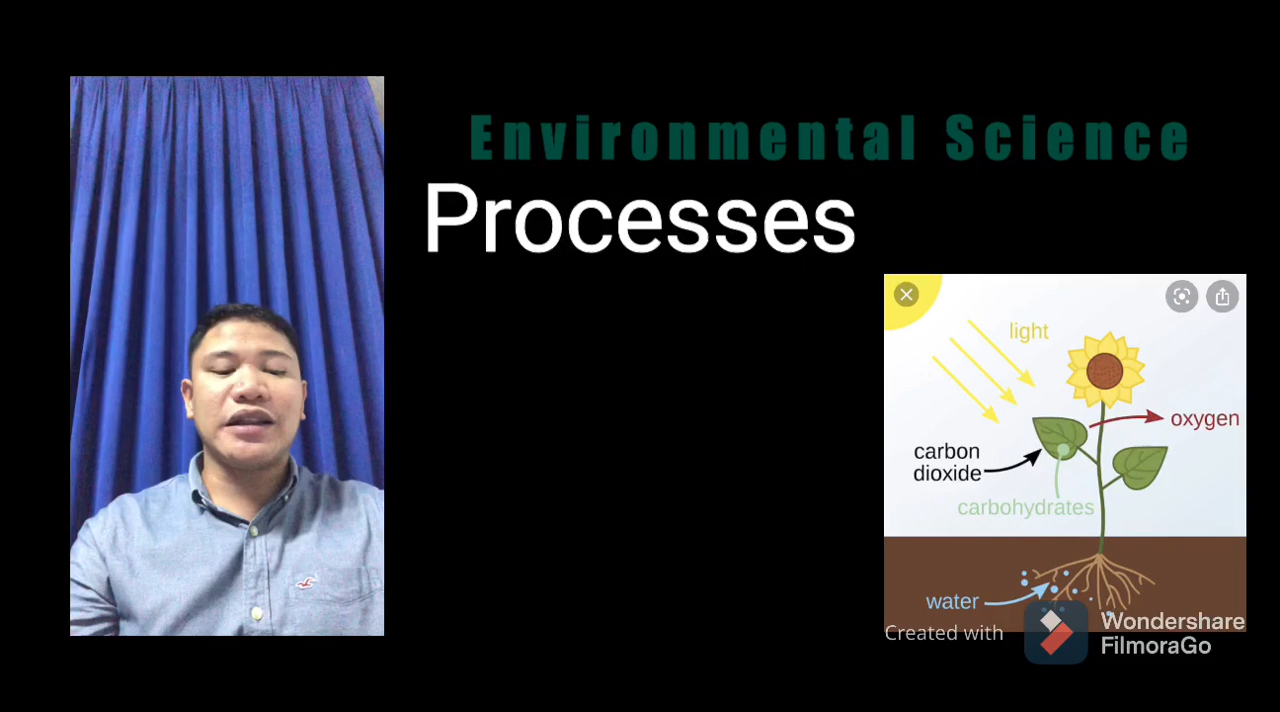 Environmental Science
Processes
light
oxygen
carbon
dioxide
carbohydrates
water
Created with
Wondershare
FilmoraGo